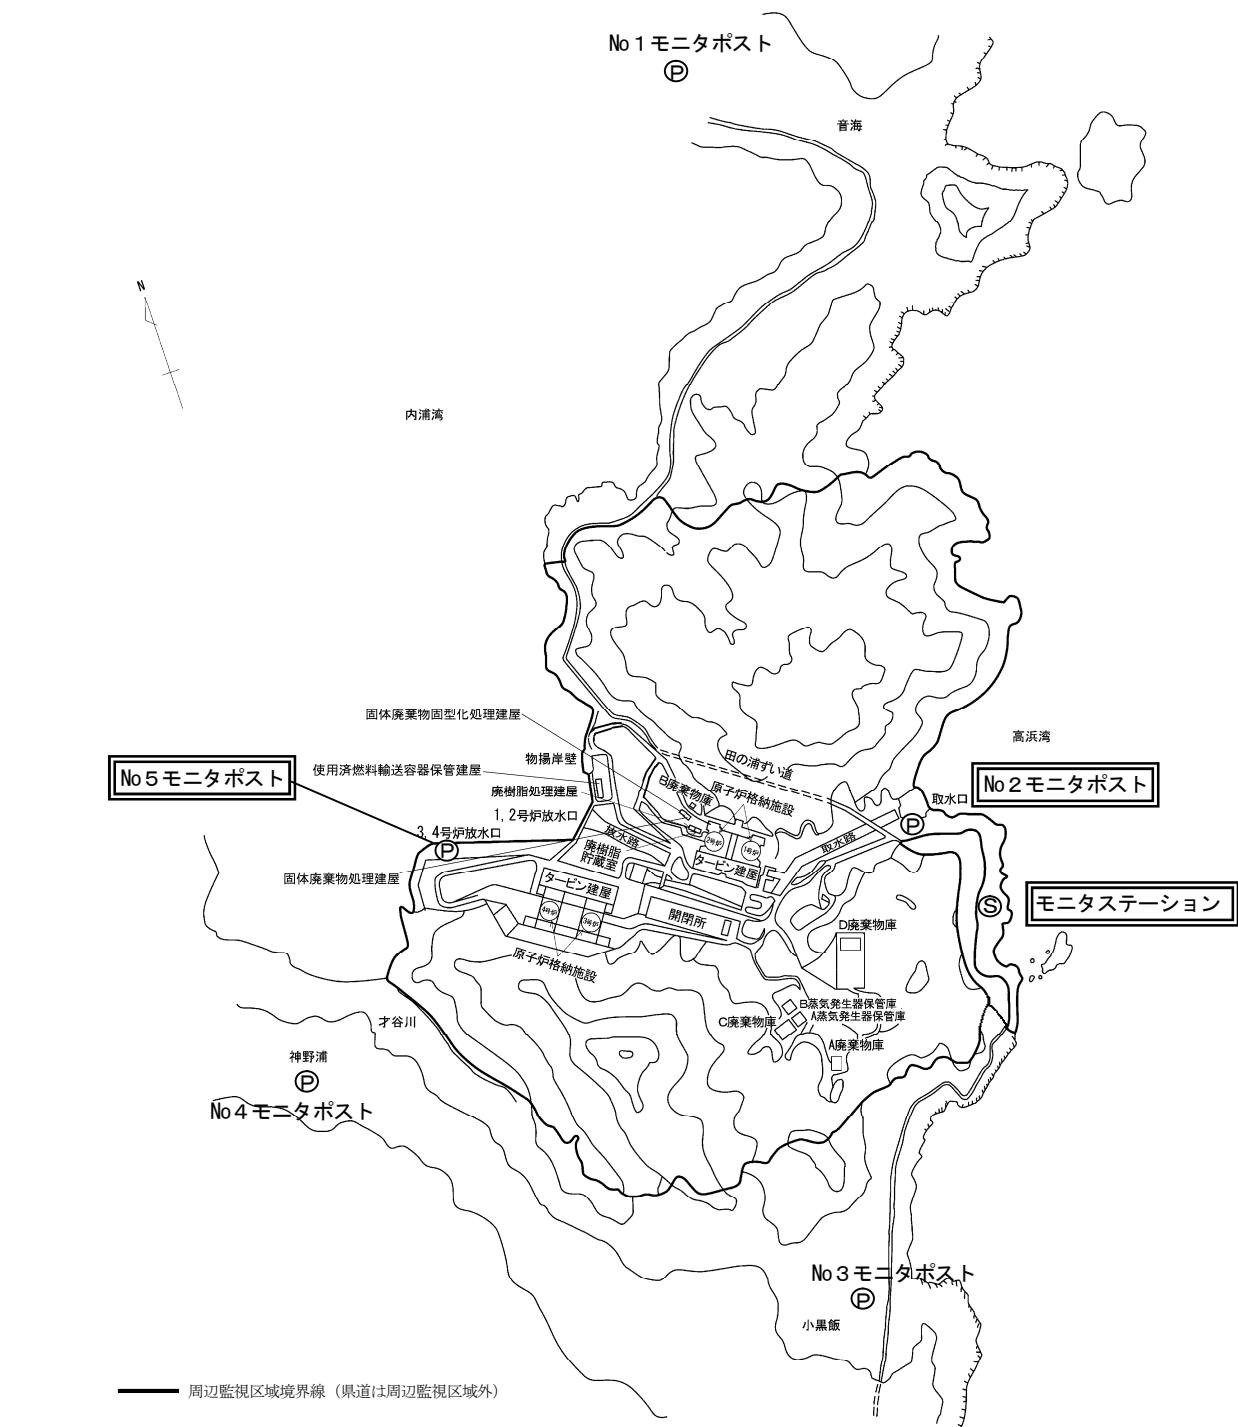 No１モニタポスト
Ⓟ
音海
N
内浦湾
固体廃棄物固型化処理建屋
高浜湾
物揚岸壁
田の浦ずい道
使用済燃料輸送容器保管建屋
No５モニタポスト
No２モニタポスト
廃樹脂処理建屋
B廃棄物庫
原子炉格納施設
取水口
1,2号炉放水口
放水路
取水路
Ⓟ
3,4号炉放水口
2号炉
1号炉
Ⓟ
廃樹脂
貯蔵室
タービン建屋
固体廃棄物処理建屋
タービン建屋
モニタステーション
Ⓢ
4号炉
3号炉
開閉所
D廃棄物庫
原子炉格納施設
B蒸気発生器保管庫
A蒸気発生器保管庫
才谷川
C廃棄物庫
A廃棄物庫
神野浦
Ⓟ
No４モニタポスト
No３モニタポスト
Ⓟ
小黒飯
周辺監視区域境界線（県道は周辺監視区域外）